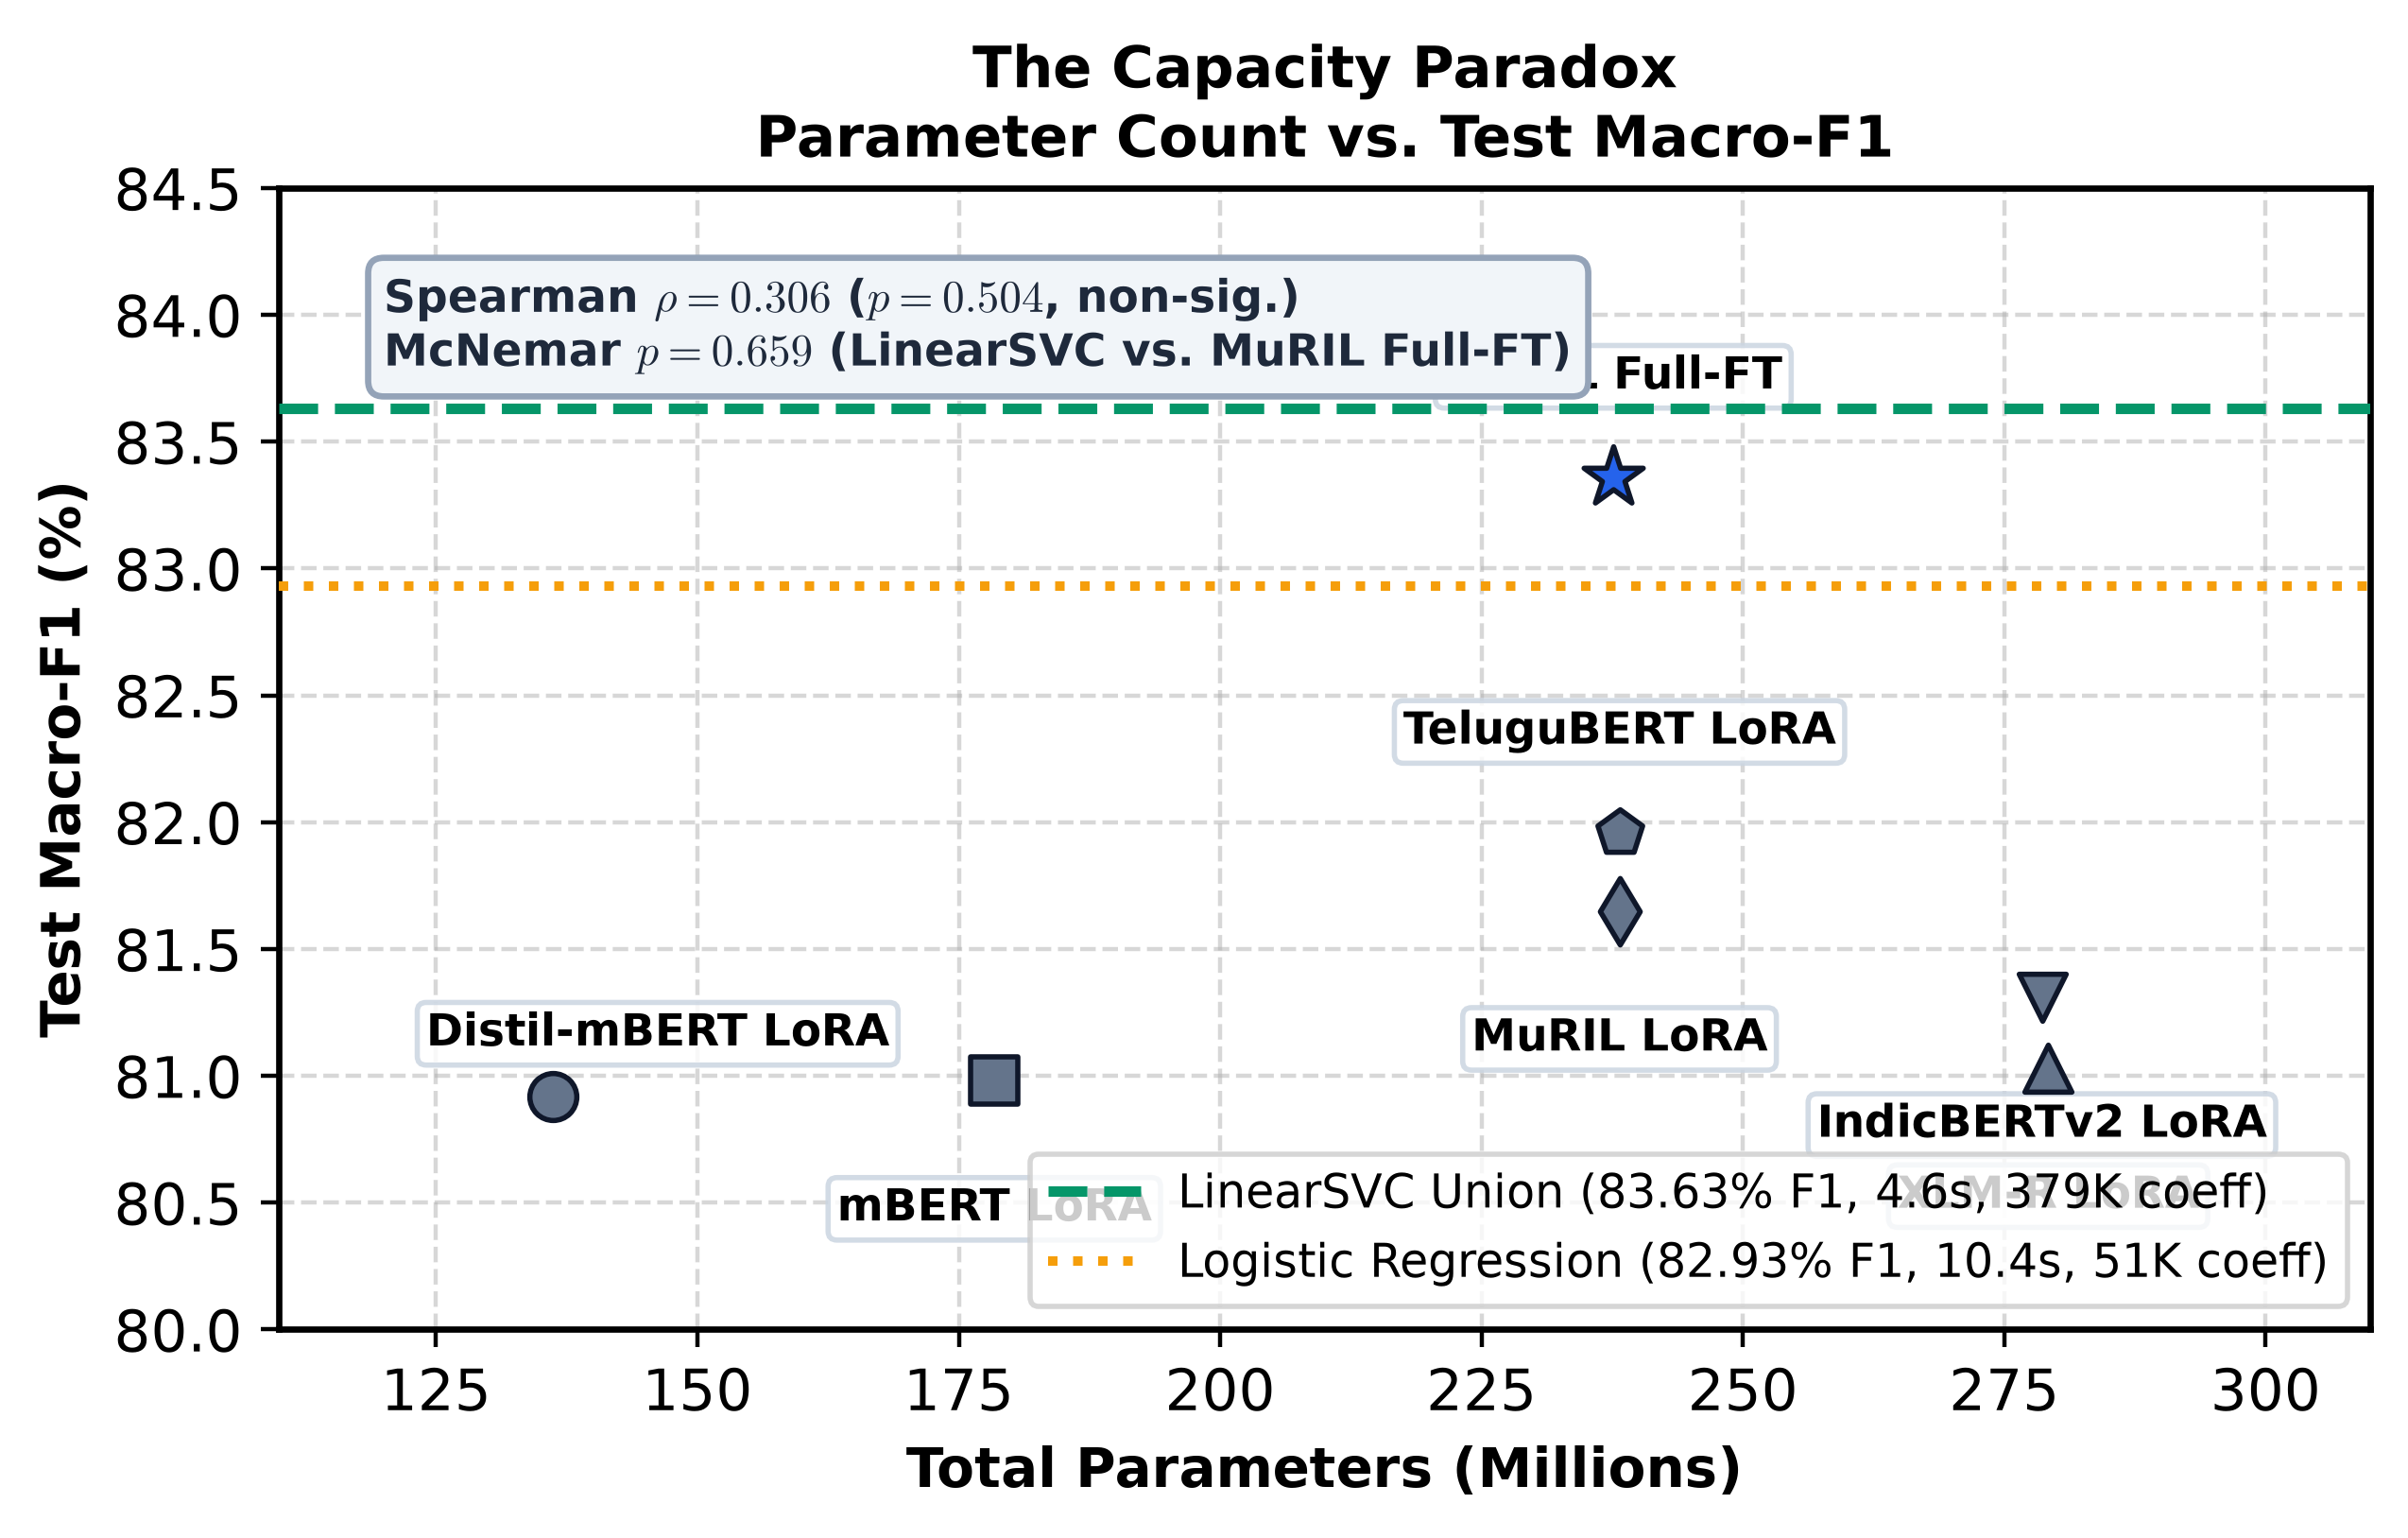 The Capacity Paradox
Parameter Count vs. Test Macro-F1
84.5
84.0
83.5
83.0
82.5
82.0
81.5
81.0
80.5
80.0
Test Macro-F1 (%)
Spearman ρ = 0.306 (p = 0.504, non-sig.)
McNemar p = 0.659 (LinearSVC vs. MuRIL Full-FT)
Full-FT
TeluguBERT LoRA
Distil-mBERT LoRA
MuRIL LoRA
IndicBERTv2 LoRA
mBERT LoRA
XLM-R LoRA
LinearSVC Union (83.63% F1, 4.6s, 379K coeff)
Logistic Regression (82.93% F1, 10.4s, 51K coeff)
125 150 175 200 225 250 275 300
Total Parameters (Millions)